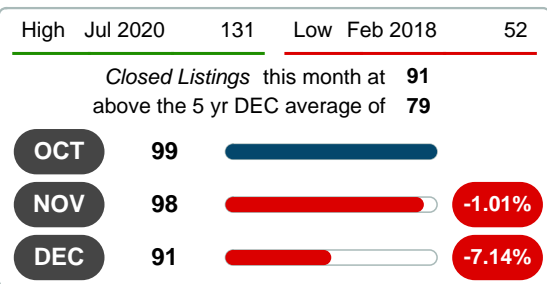 High Jul 2020 131 Low Feb 2018 52
Closed Listings this month at 91
above the 5 yr DEC average of 79
OCT 99
NOV 98 -1.01%
DEC 91 -7.14%